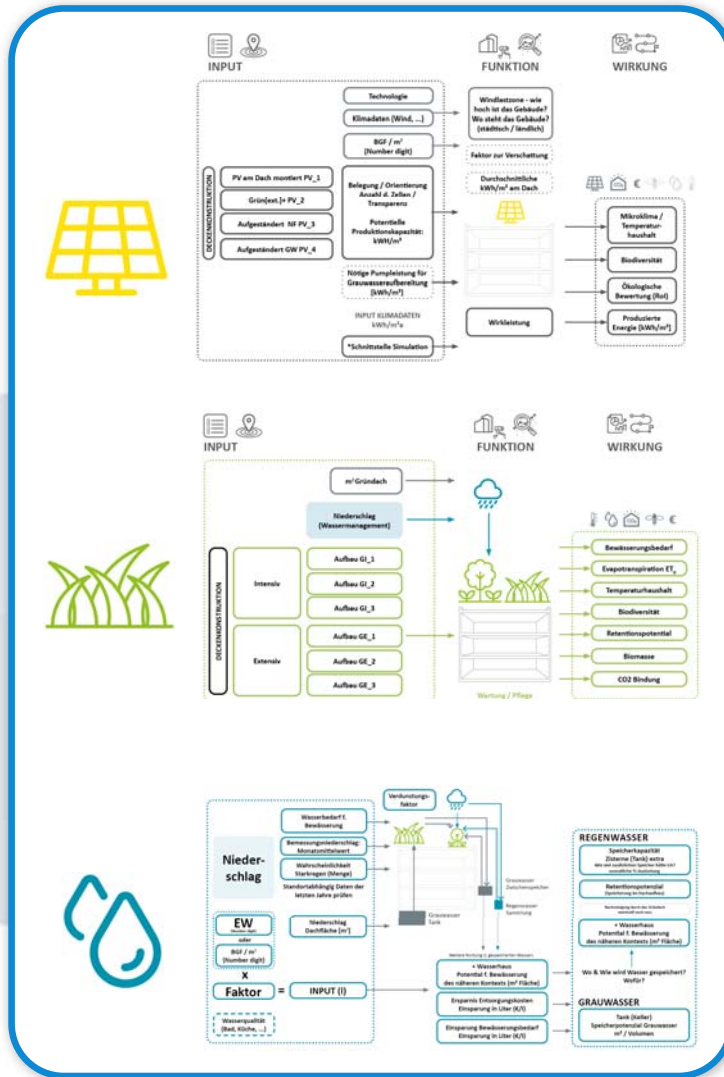 INPUT
FUNKTION
WIRKUNG
DECKENKONSTRUKTION
PV am Dach montiert PV_1
Grün(ext.)+ PV_2
Aufgeständert NF PV_3
Aufgeständert GW PV_4
Technologie
Klimadaten (Wind, ...)
BGF / m²
(Number digit)
Belegung / Orientierung
Anzahl d. Zellen /
Transparenz
Potentielle
Produktionskapazität:
kWH/m²
Nötige Pumpleistung für
Grauwasseraufbereitung
[kWh/m²]
INPUT KLIMADATEN
kWh/m²a
*Schnittstelle Simulation
Windlastzone - wie
hoch ist das Gebäude?
Wo steht das Gebäude?
(städtisch / ländlich)
Faktor zur Verschattung
Durchschnittliche
kWh/m² am Dach
Wirkleistung
€
Mikroklima /
Temperatur-
haushalt
Biodiversität
Ökologische
Bewertung (RoI)
Produzierte
Energie [kWh/m²]
INPUT
FUNKTION
WIRKUNG
DECKENKONSTRUKTION
m² Gründach
Niederschlag
(Wassermanagement)
Intensiv
Aufbau GI_1
Aufbau GI_2
Aufbau GI_3
Extensiv
Aufbau GE_1
Aufbau GE_2
Aufbau GE_3
Wartung / Pflege
€
Bewässerungsbedarf
Evapotranspiration ET
Temperaturhaushalt
Biodiversität
Retentionspotential
Biomasse
CO2 Bindung
Nieder-
schlag
Wasserbedarf f.
Bewässerung
Bemessungsniederschlag:
Monatsmittelwert
Wahrscheinlichkeit
Starkregen (Menge)
Standortabhängig Daten der
letzten Jahre prüfen
Niederschlag
Dachfläche [m²]
EW
(Number digit)
oder
BGF / m²
(Number digit)
x
Faktor
=
INPUT (l)
Wasserqualität
(Bad, Küche, ...)
Verdunstungs-
faktor
Grauwasser
Tank
Grauwasser
Zwischenspeicher
Regenwasser
Sammlung
+ Wasserhaus
Potential f. Bewässerung
des näheren Kontexts (m² Fläche)
Ersparnis Entsorgungskosten
Einsparung in Liter (€/l)
Einsparung Bewässerungsbedarf
Einsparung in Liter (€/l)
REGENWASSER
Speicherkapazität
Zisterne (Tank) extra
Retentionspotenzial
+ Wasserhaus
Potential f. Bewässerung
des näheren Kontexts (m² Fläche)
Wo & Wie wird Wasser gespeichert?
Wofür?
GRAUWASSER
Tank (Keller)
Speicherpotenzial Grauwasser
m³ / Volumen